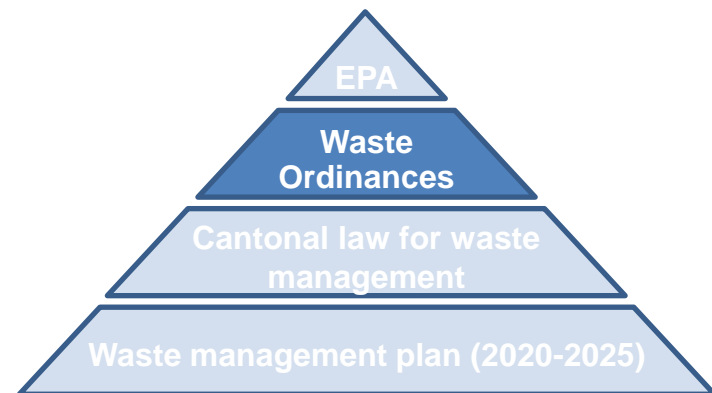 EPA
Waste
Ordinances
Cantonal law for waste
management
Waste management plan (2020-2025)